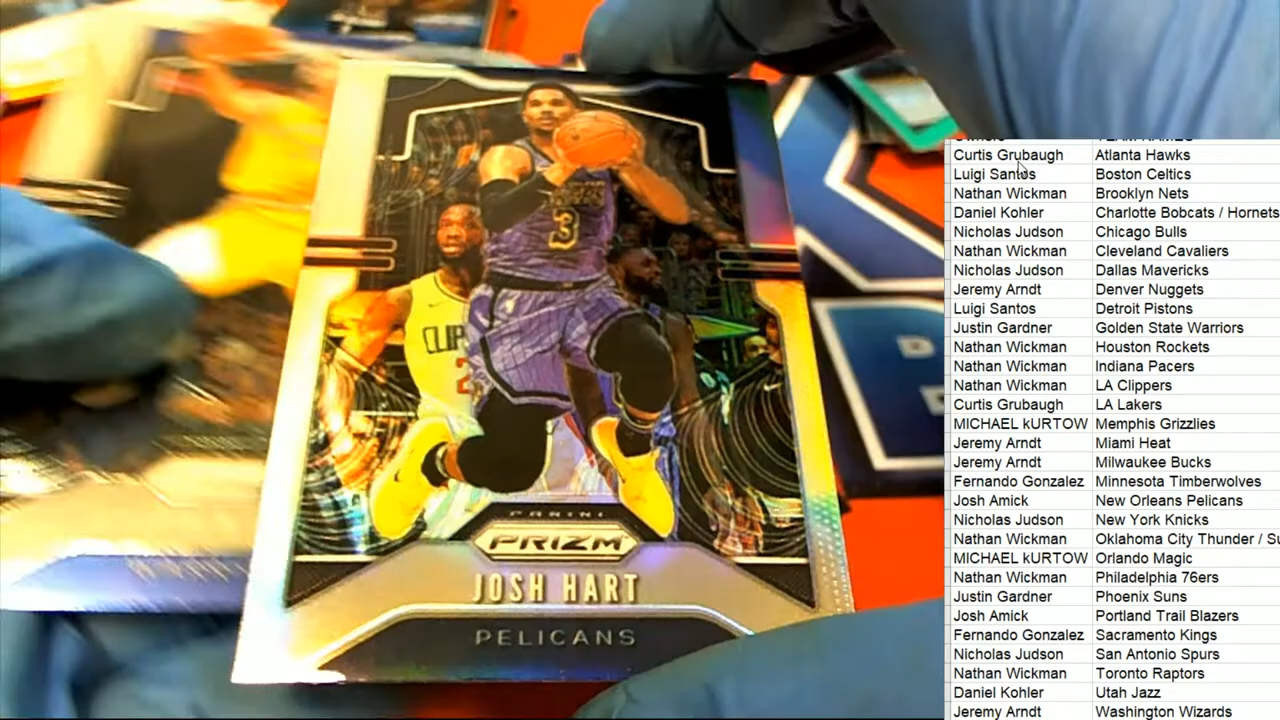 3
CLIP
2
PANINI
PRIZM
JOSH HART
PELICANS
Curtis Grubaugh Atlanta Hawks
Luigi Santos Boston Celtics
Nathan Wickman Brooklyn Nets
Daniel Kohler Charlotte Bobcats / Hornets
Nicholas Judson Chicago Bulls
Nathan Wickman Cleveland Cavaliers
Nicholas Judson Dallas Mavericks
Jeremy Arndt Denver Nuggets
Luigi Santos Detroit Pistons
Justin Gardner Golden State Warriors
Nathan Wickman Houston Rockets
Nathan Wickman Indiana Pacers
Nathan Wickman LA Clippers
Curtis Grubaugh LA Lakers
MICHAEL kURTOW Memphis Grizzlies
Jeremy Arndt Miami Heat
Jeremy Arndt Milwaukee Bucks
Fernando Gonzalez Minnesota Timberwolves
Josh Amick New Orleans Pelicans
Nicholas Judson New York Knicks
Nathan Wickman Oklahoma City Thunder / Su
MICHAEL kURTOW Orlando Magic
Nathan Wickman Philadelphia 76ers
Justin Gardner Phoenix Suns
Josh Amick Portland Trail Blazers
Fernando Gonzalez Sacramento Kings
Nicholas Judson San Antonio Spurs
Nathan Wickman Toronto Raptors
Daniel Kohler Utah Jazz
Jeremy Arndt Washington Wizards